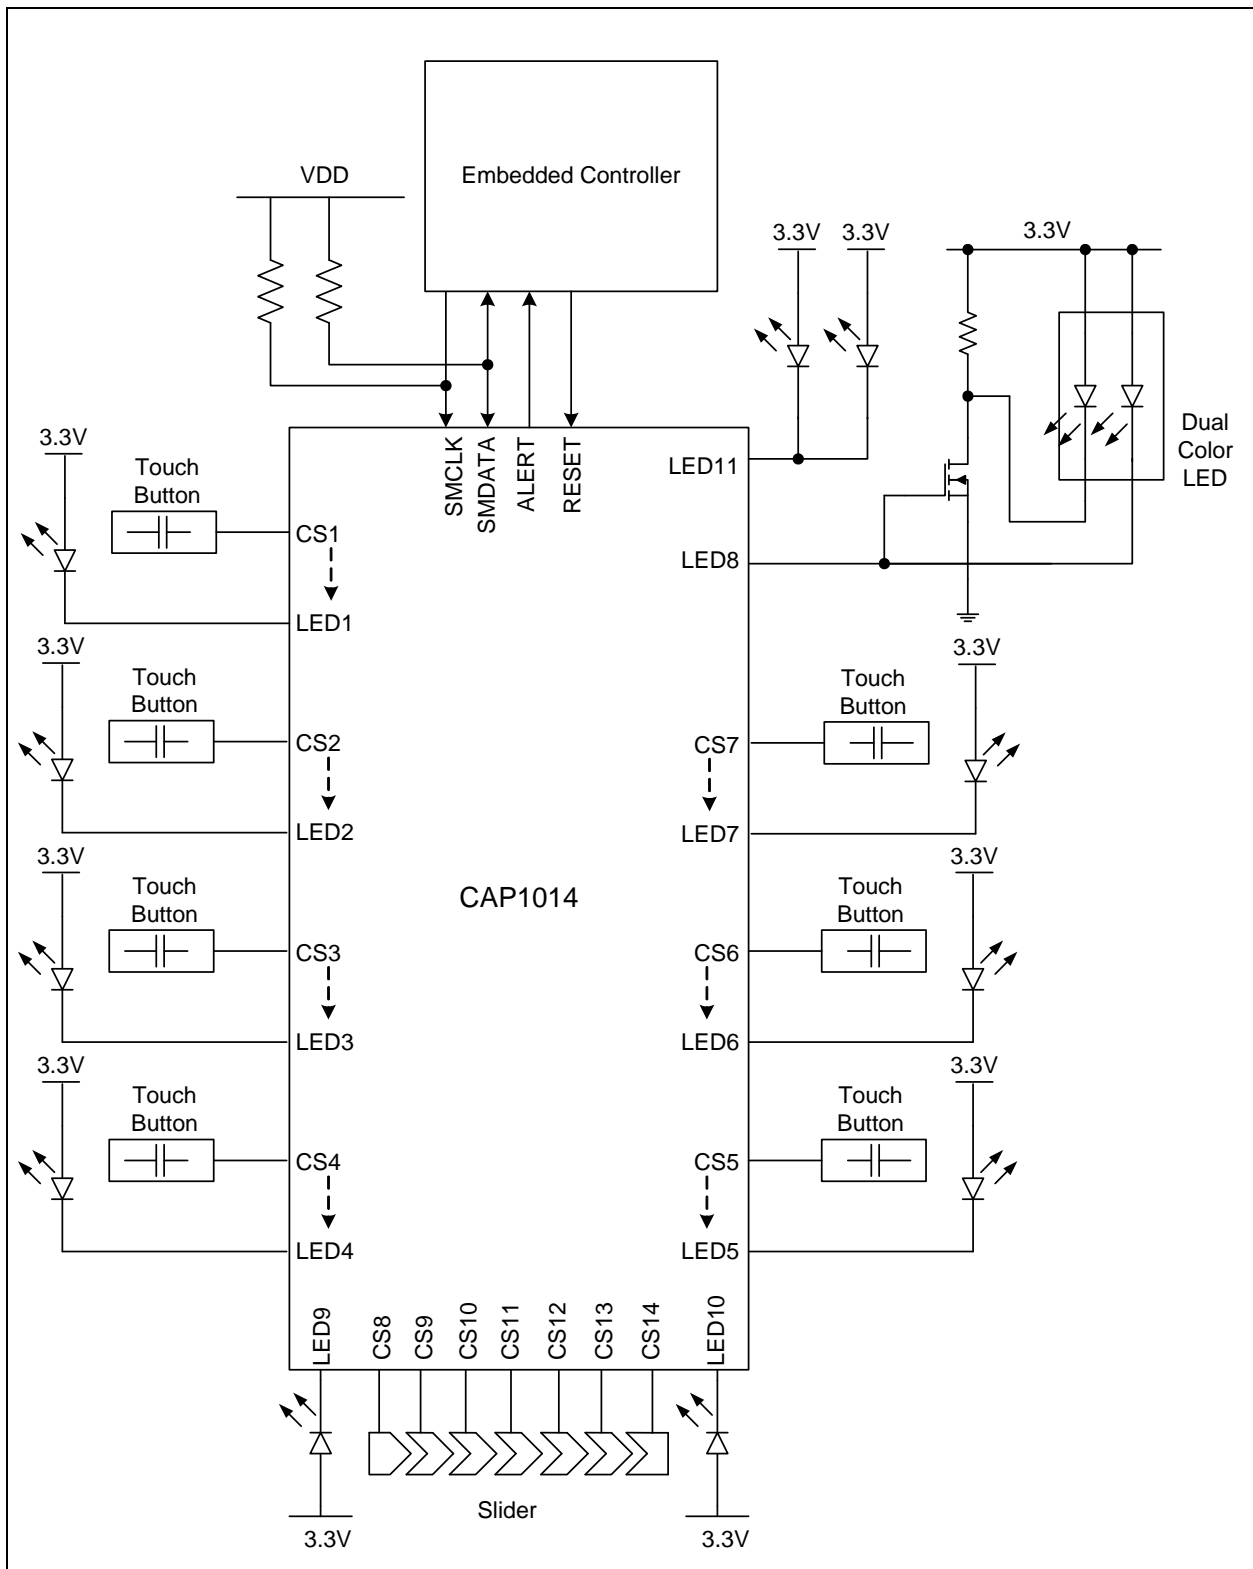 Embedded Controller
VDD
3.3V
3.3V
3.3V
Dual
Color
LED
SMCLK
SMDATA
ALERT
RESET
LED11
3.3V
Touch
Button
CS1
LED1
LED8
3.3V
Touch
Button
CS2
LED2
3.3V
Touch
Button
CS7
LED7
CAP1014
3.3V
Touch
Button
CS3
LED3
3.3V
Touch
Button
CS6
LED6
3.3V
Touch
Button
CS4
LED4
3.3V
Touch
Button
CS5
LED5
LED9
CS8
CS9
CS10
CS11
CS12
CS13
CS14
LED10
Slider
3.3V
3.3V